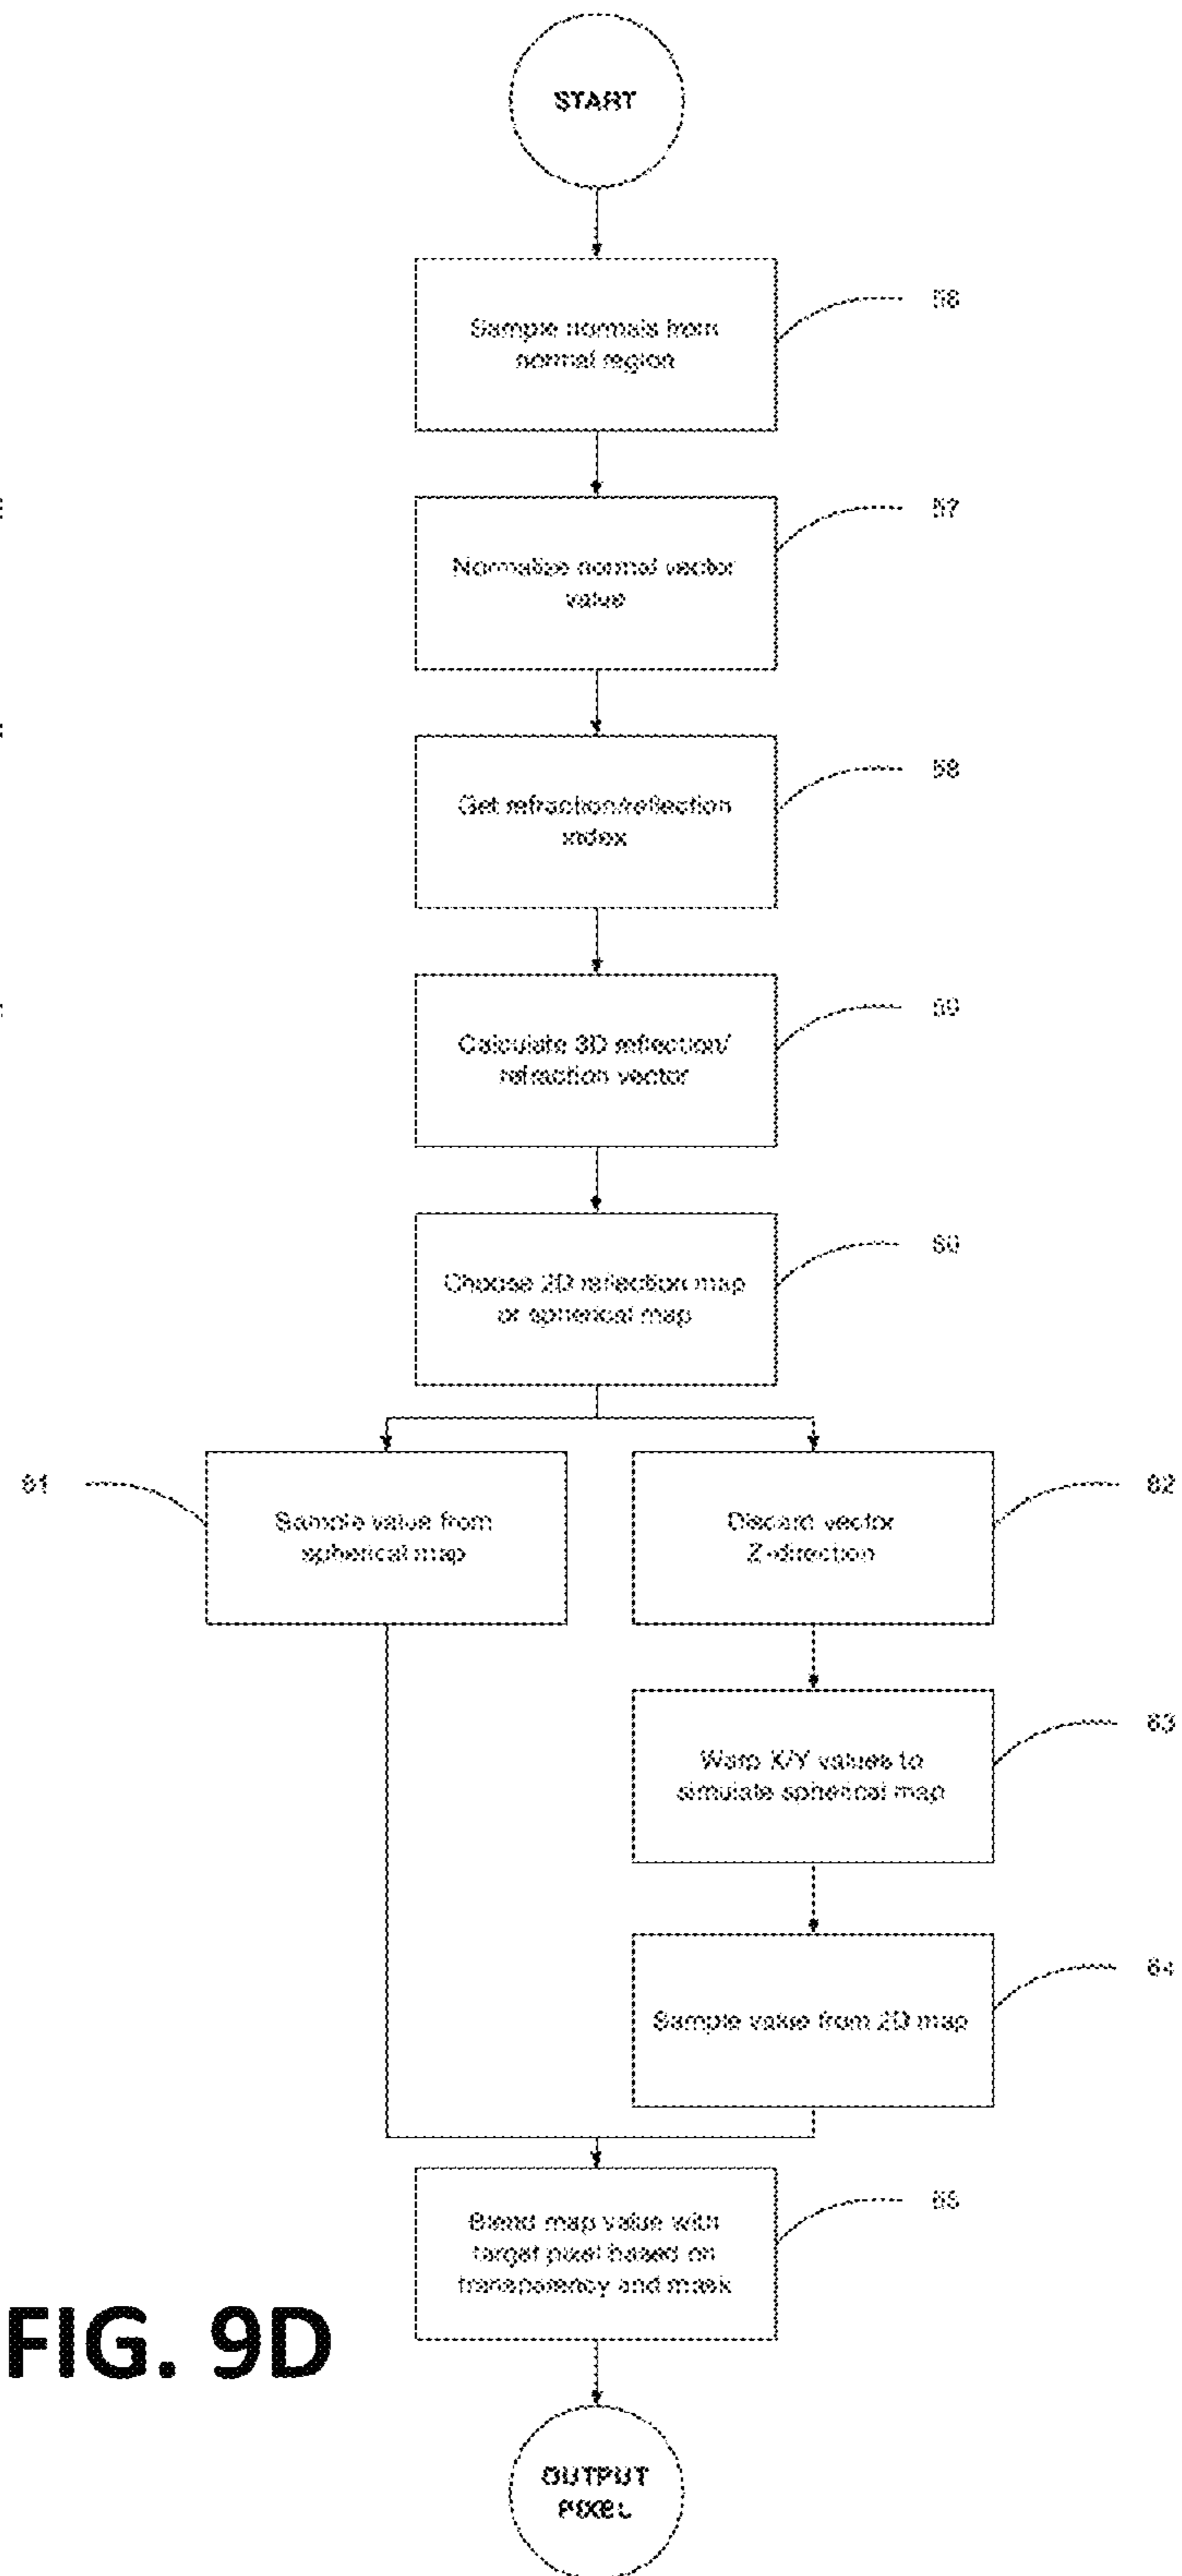 START
Sample normals from
normal region
56
Normalize normal vector
value
57
Get refraction/reflection
index
58
Calculate 3D reflection/
refraction vector
59
Choose 2D reflection map
or spherical map
60
61
Sample value from
spherical map
Discard vector
Z-direction
62
Warp X/Y values to
simulate spherical map
63
Sample value from 2D map
64
Blend map value with
target pixel based on
transparency and mask
65
FIG. 9D
OUTPUT
PIXEL